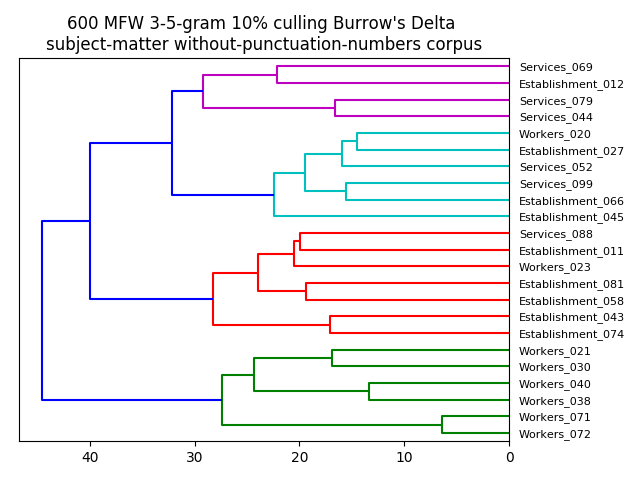 600 MFW 3-5-gram 10% culling Burrow's Delta
subject-matter without-punctuation-numbers corpus
Services_069
Establishment_012
Services_079
Services_044
Workers_020
Establishment_027
Services_052
Services_099
Establishment_066
Establishment_045
Services_088
Establishment_011
Workers_023
Establishment_081
Establishment_058
Establishment_043
Establishment_074
Workers_021
Workers_030
Workers_040
Workers_038
Workers_071
Workers_072
40 30 20 10 0